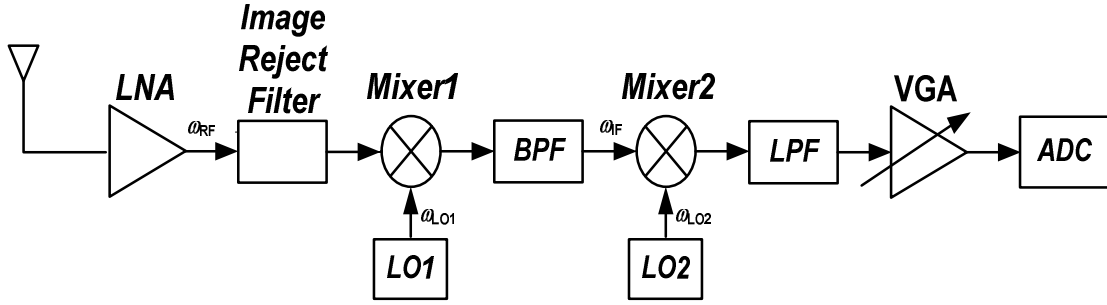 Image
Reject
Filter
LNA
Mixer1
Mixer2
VGA
ωRF
BPF
ωIF
LPF
ADC
ωLO1
ωLO2
LO1
LO2